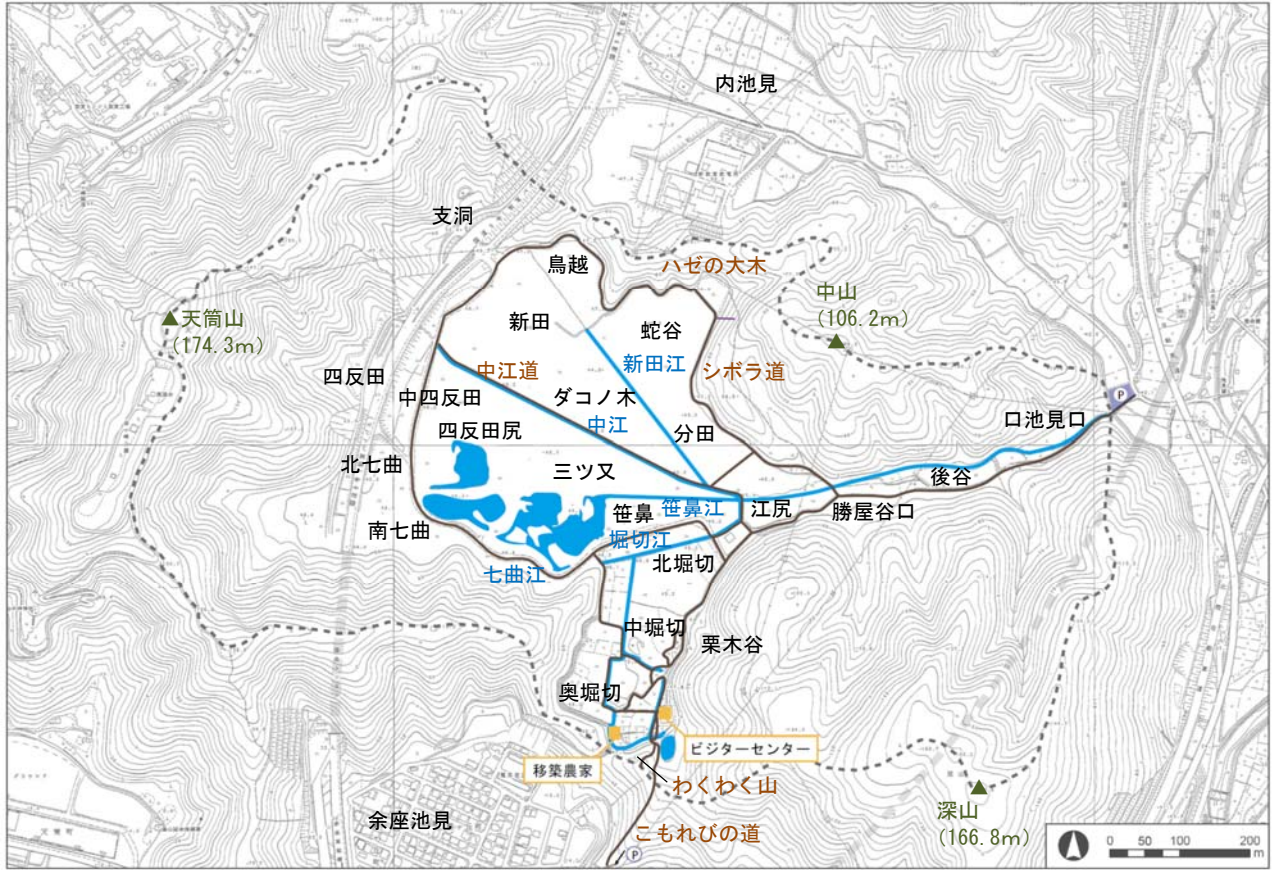 内池見
支洞
鳥越
ハゼの大木
中山
(106.2m)
▲天筒山
(174.3m)
新田
蛇谷
新田江
シボラ道
四反田
中江道
中四反田
ダコノ木
中江
四反田尻
分田
口池見口
P
北七曲
三ツ又
後谷
南七曲
笹鼻
笹鼻江
江尻
勝屋谷口
堀切江
七曲江
北堀切
中堀切
栗木谷
奥堀切
ビジターセンター
移築農家
わくわく山
余座池見
こもれびの道
P
深山
(166.8m)
0 50 100 200
m